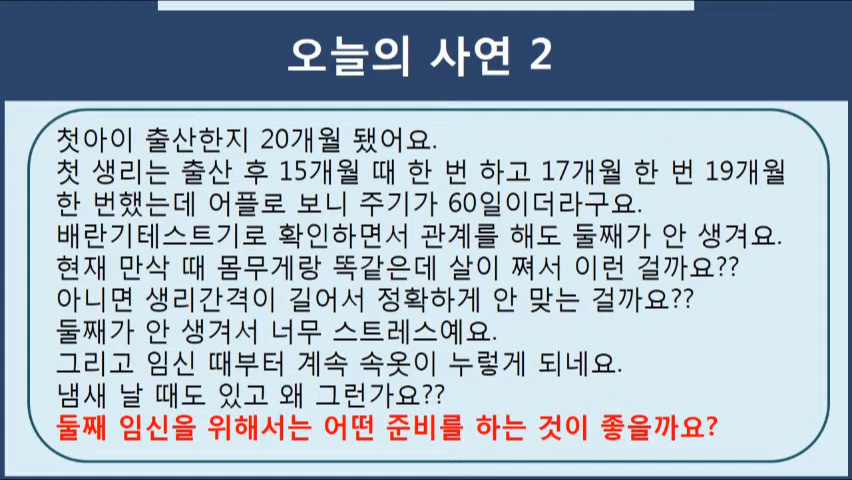 오늘의 사연 2
첫아이 출산한지 20개월 됐어요.
첫 생리는 출산 후 15개월 때 한 번 하고 17개월 한 번 19개월
한 번했는데 어플로 보니 주기가 60일이더라구요.
배란기테스트기로 확인하면서 관계를 해도 둘째가 안 생겨요.
현재 만삭 때 몸무게랑 똑같은데 살이 쪄서 이런 걸까요??
아니면 생리간격이 길어서 정확하게 안 맞는 걸까요??
둘째가 안 생겨서 너무 스트레스예요.
그리고 임신 때부터 계속 속옷이 누렇게 되네요.
냄새 날 때도 있고 왜 그런가요??
둘째 임신을 위해서는 어떤 준비를 하는 것이 좋을까요?